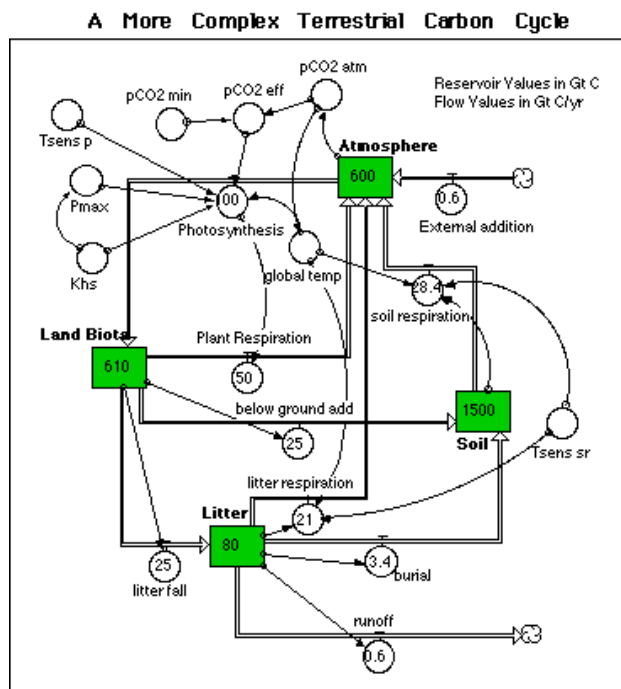 A More Complex Terrestrial Carbon Cycle
pCO2 atm
pCO2 eff
pCO2 min
Reservoir Values in Gt C
Flow Values in Gt C/yr
Tsens p
Atmosphere
600
Pmax
100
0.6
Photosynthesis
External addition
Khs
global temp
28.4
soil respiration
Land Biota
Plant Respiration
610
50
1500
below ground add
25
Soil
Tsens sr
litter respiration
Litter
21
80
25
3.4
litter fall
burial
runoff
0.6